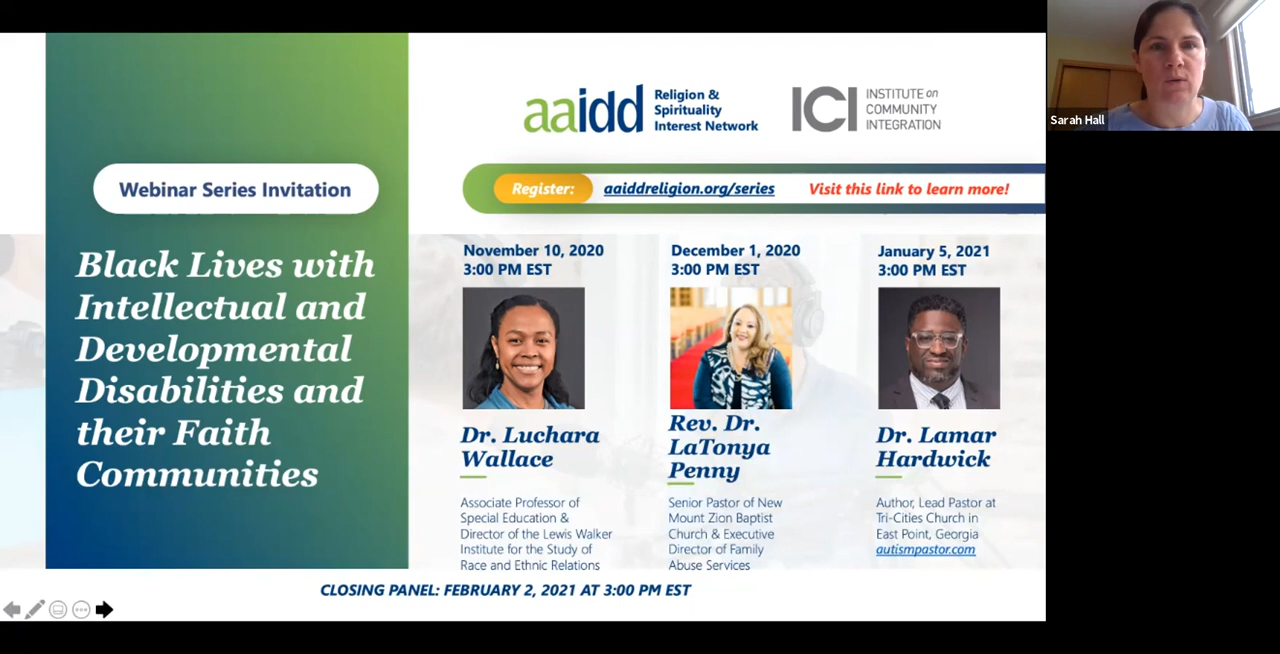 Webinar Series Invitation
Black Lives with
Intellectual and
Developmental
Disabilities and
their Faith
Communities
aaidd
Religion &
Spirituality
Interest Network
ICI
INSTITUTE on
COMMUNITY
INTEGRATION
Register: aaiddreligion.org/series Visit this link to learn more!
November 10, 2020
3:00 PM EST
Dr. Luchara
Wallace
Associate Professor of
Special Education &
Director of the Lewis Walker
Institute for the Study of
Race and Ethnic Relations
December 1, 2020
3:00 PM EST
Rev. Dr.
LaTonya
Penny
Senior Pastor of New
Mount Zion Baptist
Church & Executive
Director of Family
Abuse Services
January 5, 2021
3:00 PM EST
Dr. Lamar
Hardwick
Author, Lead Pastor at
Tri-Cities Church in
East Point, Georgia
autismpastor.com
CLOSING PANEL: FEBRUARY 2, 2021 AT 3:00 PM EST
Sarah Hall